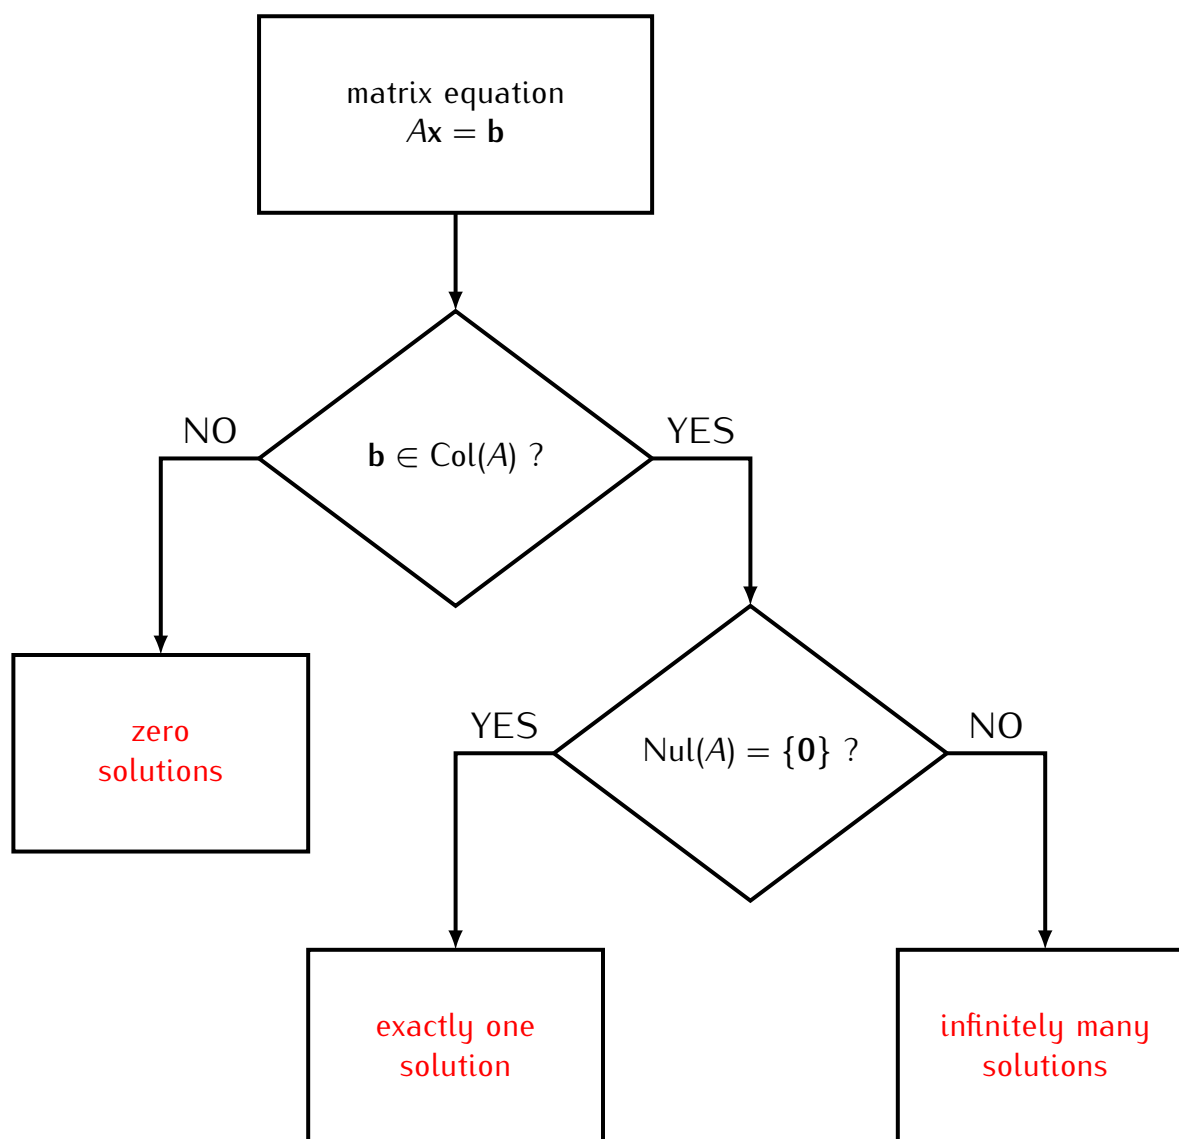 matrix equation
Ax = b
NO
YES
b ∈ Col(A) ?
zero
solutions
YES
NO
Nul(A) = {0} ?
exactly one
solution
infinitely many
solutions